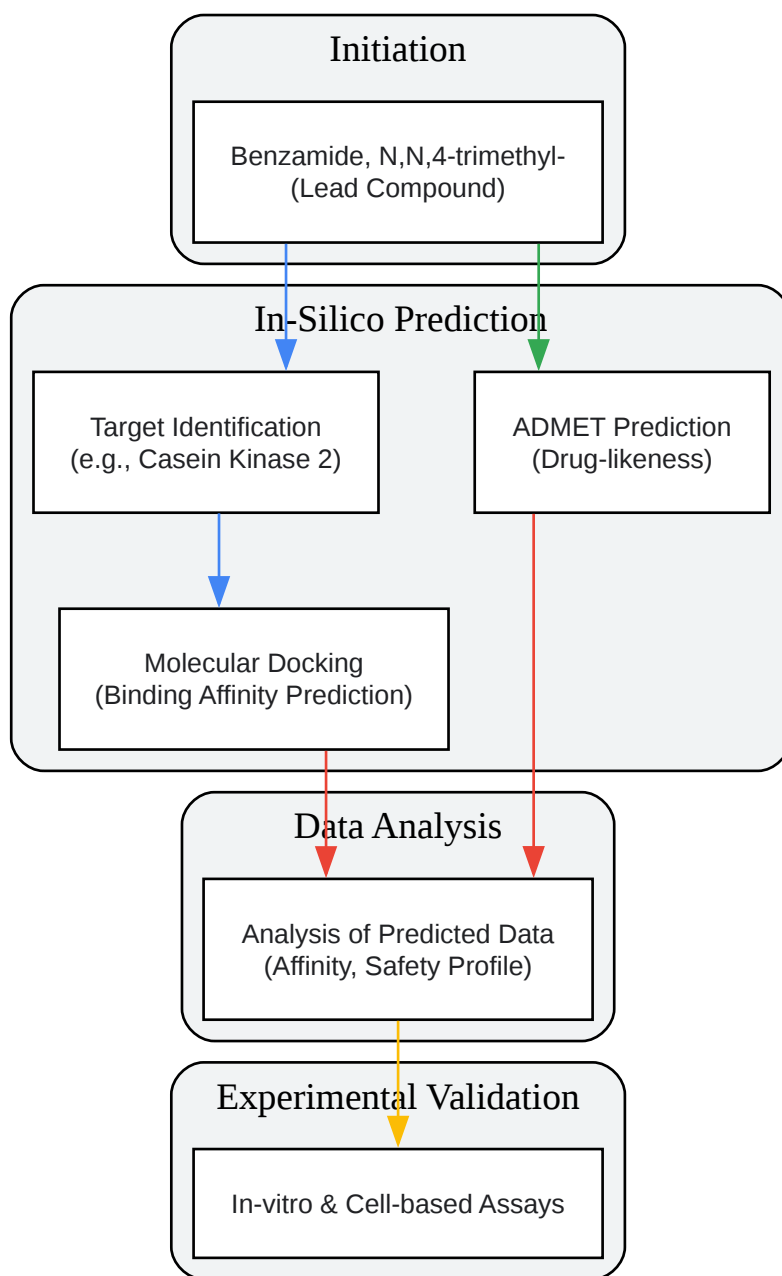 Initiation
Benzamide, N,N,4-trimethyl-
(Lead Compound)
In-Silico Prediction
Target Identification
(e.g., Casein Kinase 2)
ADMET Prediction
(Drug-likeness)
Molecular Docking
(Binding Affinity Prediction)
Data Analysis
Analysis of Predicted Data
(Affinity, Safety Profile)
Experimental Validation
In-vitro & Cell-based Assays